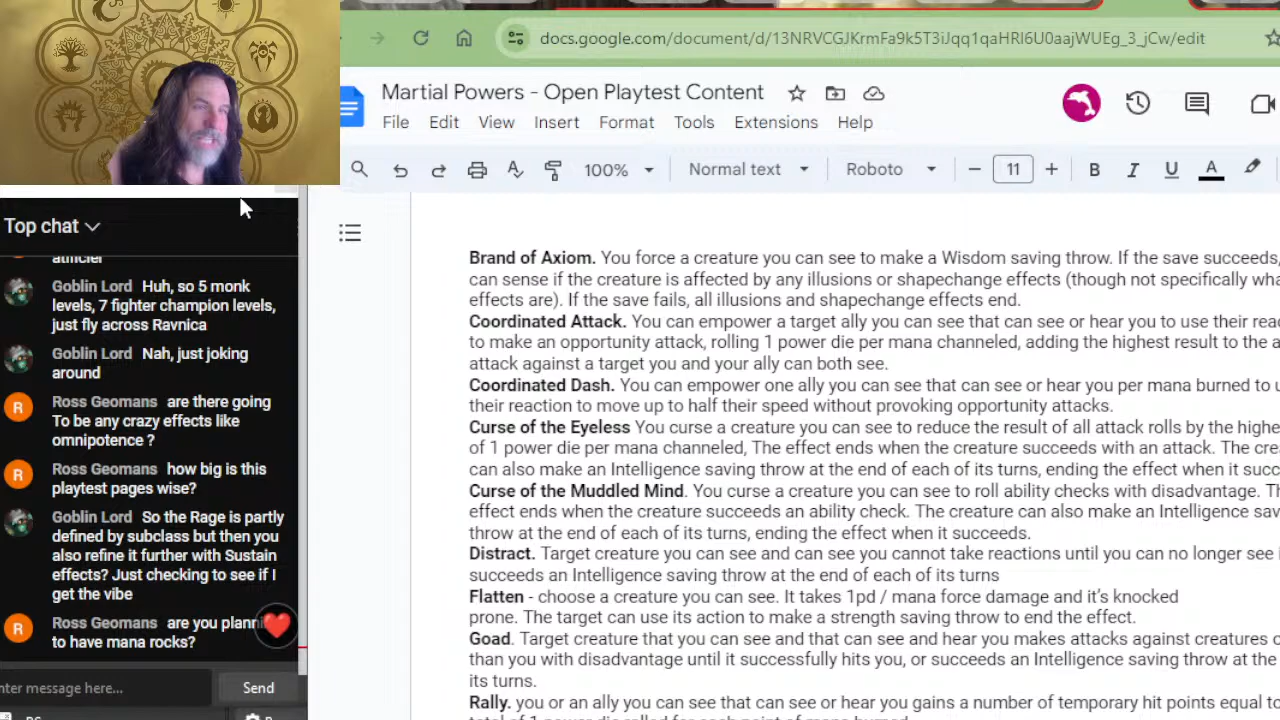 docs.google.com/document/d/13NRVCGJKrmFa9k5T3iJqq1qaHRl6U0aajWUEg_3_jCw/edit
Martial Powers - Open Playtest Content
File Edit View Insert Format Tools Extensions Help
100% Normal text Roboto 11 B I U A
Top chat
artificier
Goblin Lord Huh, so 5 monk
levels, 7 fighter champion levels,
just fly across Ravnica
Goblin Lord Nah, just joking
around
R Ross Geomans are there going
To be any crazy effects like
omnipotence ?
R Ross Geomans how big is this
playtest pages wise?
Goblin Lord So the Rage is partly
defined by subclass but then you
also refine it further with Sustain
effects? Just checking to see if I
get the vibe
R Ross Geomans are you planni
to have mana rocks?
nter message here... Send
Brand of Axiom. You force a creature you can see to make a Wisdom saving throw. If the save succeeds,
can sense if the creature is affected by any illusions or shapechange effects (though not specifically wha
effects are). If the save fails, all illusions and shapechange effects end.
Coordinated Attack. You can empower a target ally you can see that can see or hear you to use their reac
to make an opportunity attack, rolling 1 power die per mana channeled, adding the highest result to the a
attack against a target you and your ally can both see.
Coordinated Dash. You can empower one ally you can see that can see or hear you per mana burned to u
their reaction to move up to half their speed without provoking opportunity attacks.
Curse of the Eyeless You curse a creature you can see to reduce the result of all attack rolls by the highe
of 1 power die per mana channeled, The effect ends when the creature succeeds with an attack. The crea
can also make an Intelligence saving throw at the end of each of its turns, ending the effect when it succ
Curse of the Muddled Mind. You curse a creature you can see to roll ability checks with disadvantage. Th
effect ends when the creature succeeds an ability check. The creature can also make an Intelligence sav
throw at the end of each of its turns, ending the effect when it succeeds.
Distract. Target creature you can see and can see you cannot take reactions until you can no longer see i
succeeds an Intelligence saving throw at the end of each of its turns
Flatten - choose a creature you can see. It takes 1pd / mana force damage and it's knocked
prone. The target can use its action to make a strength saving throw to end the effect.
Goad. Target creature that you can see and that can see and hear you makes attacks against creatures o
than you with disadvantage until it successfully hits you, or succeeds an Intelligence saving throw at the
its turns.
Rally. you or an ally you can see that can see or hear you gains a number of temporary hit points equal to
total of 1 power die rolled for each point of mana burned.